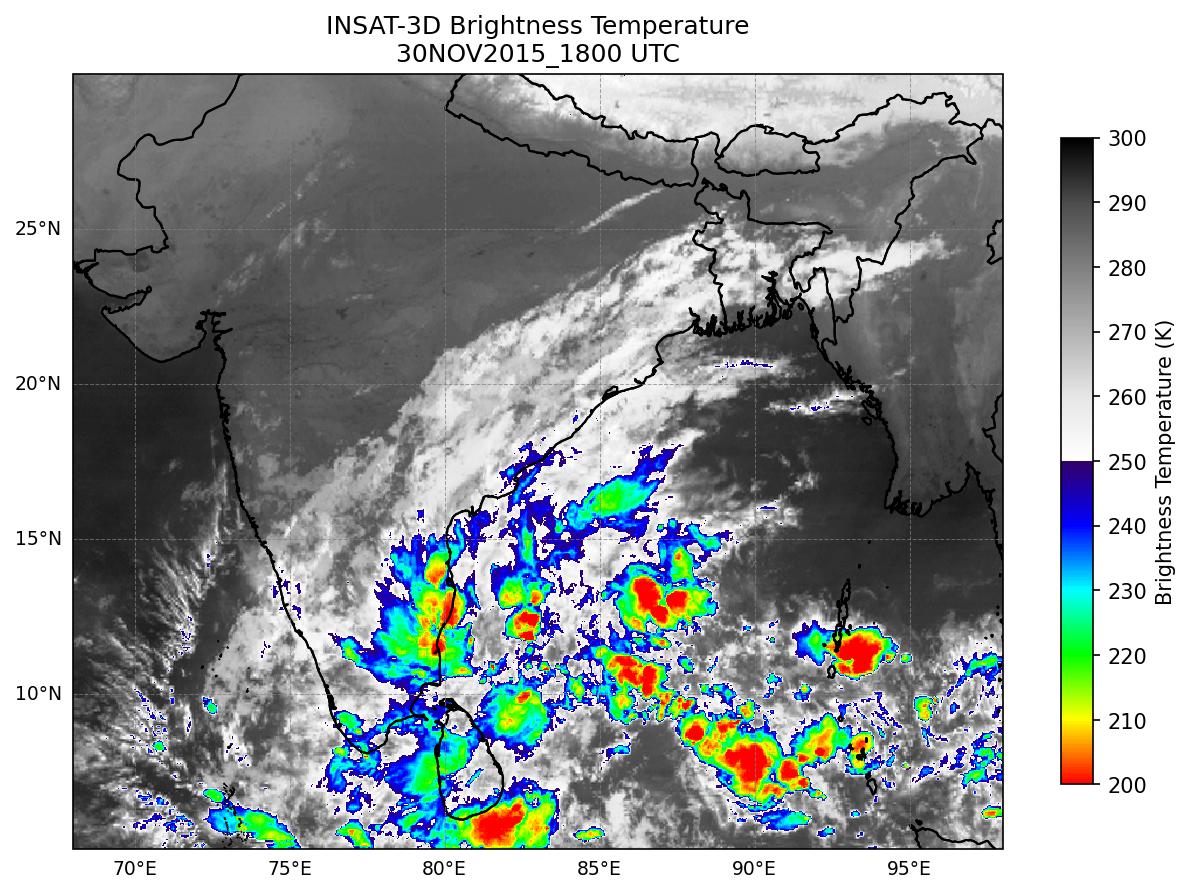 INSAT-3D Brightness Temperature
30NOV2015_1800 UTC
25°N
20°N
15°N
10°N
70°E
75°E
80°E
85°E
90°E
95°E
300
290
280
270
260
250
240
230
220
210
200
Brightness Temperature (K)